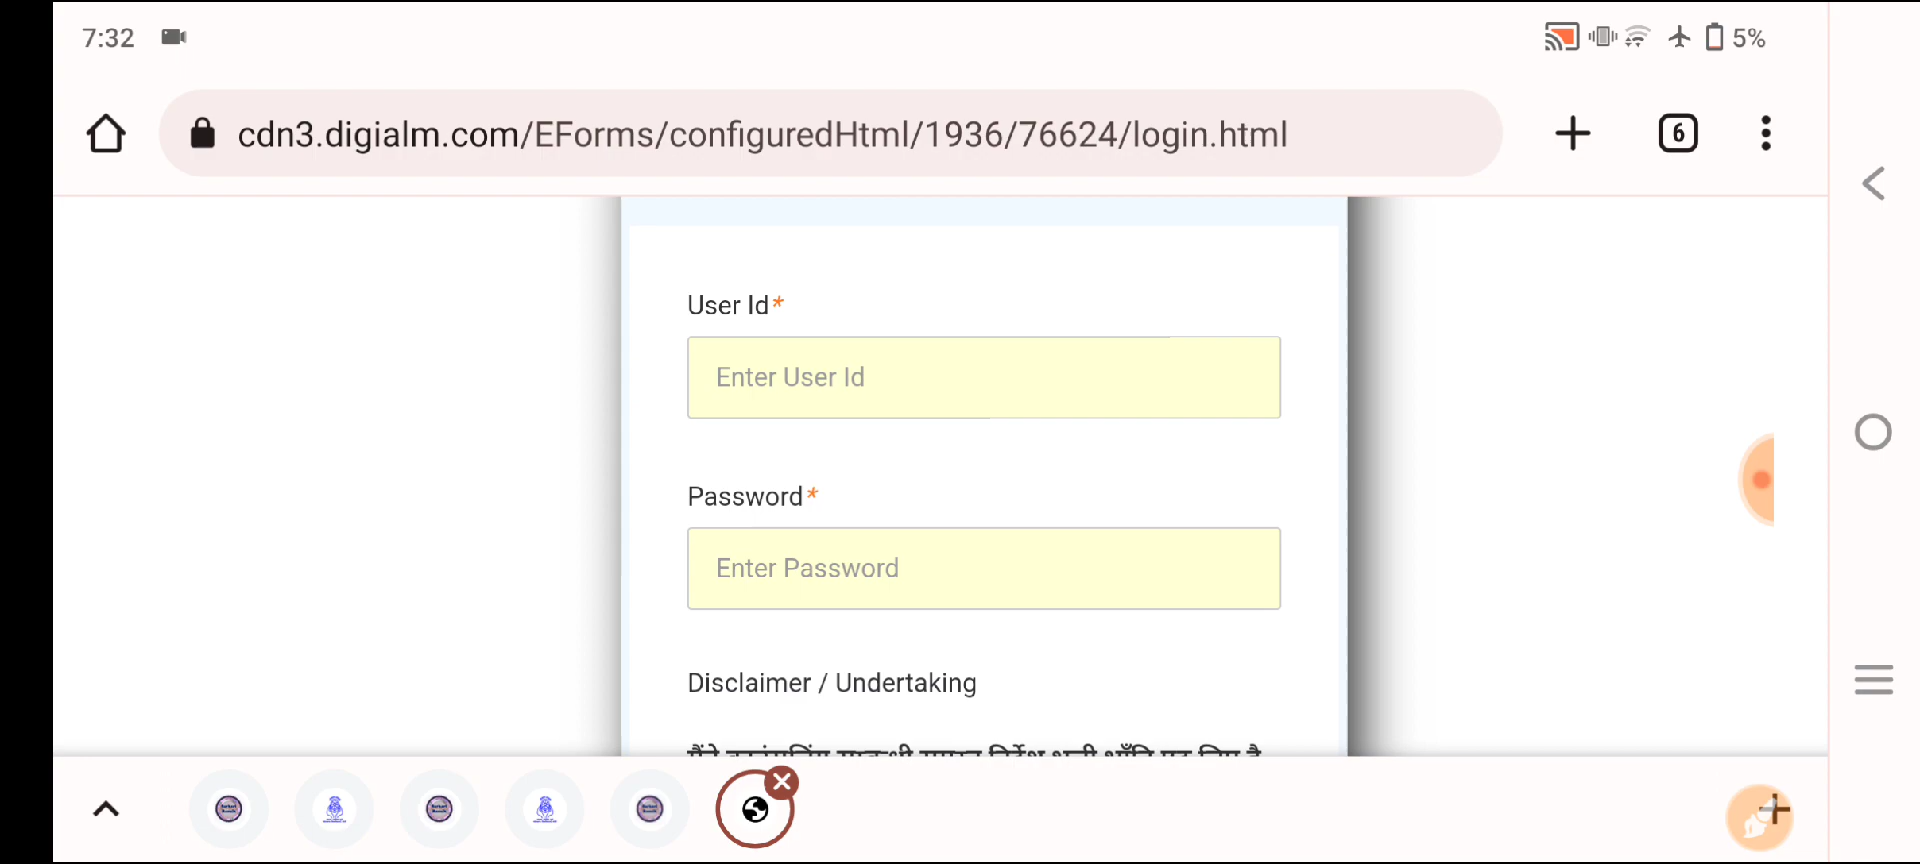 7:32
5%
cdn3.digialm.com/EForms/configuredHtml/1936/76624/login.html
6
User Id*
Enter User Id
Password*
Enter Password
Disclaimer / Undertaking